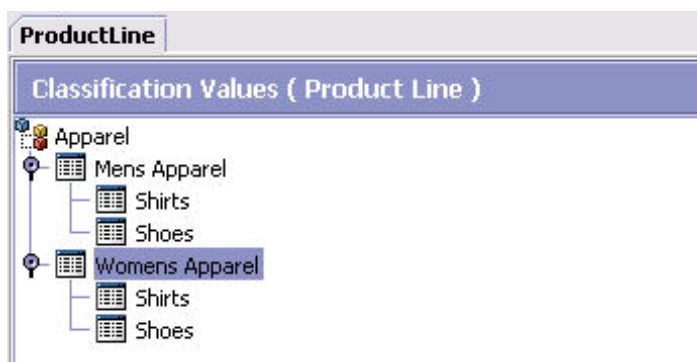 ProductLine
Classification Values ( Product Line )
Apparel
Mens Apparel
Shirts
Shoes
Womens Apparel
Shirts
Shoes